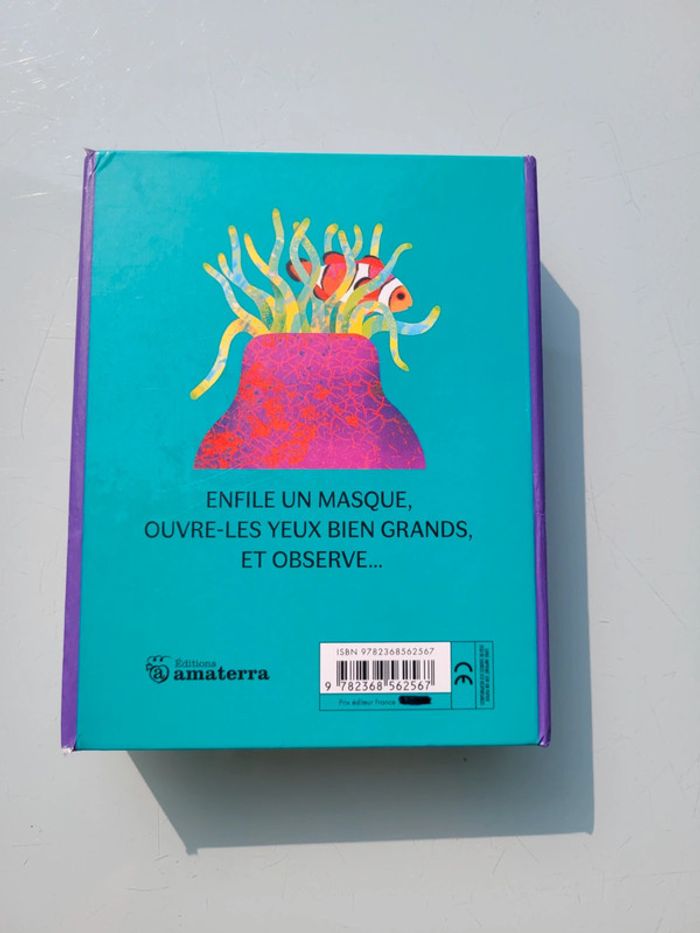 ENFILE UN MASQUE,
OUVRE-LES YEUX BIEN GRANDS,
ET OBSERVE...
Éditions
amaterra
ISBN 9782368562567
9 782368 562567
Prix éditeur France
CE